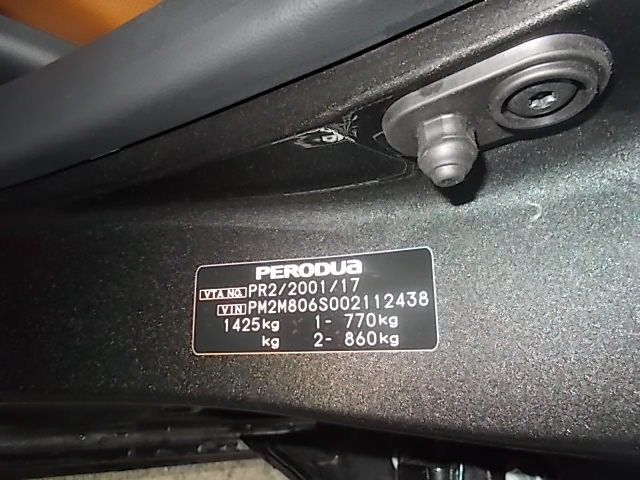 PERODUA
VTA NO. PR2/2001/17
VIN PM2M806S002112438
1425kg 1- 770kg
kg 2- 860kg